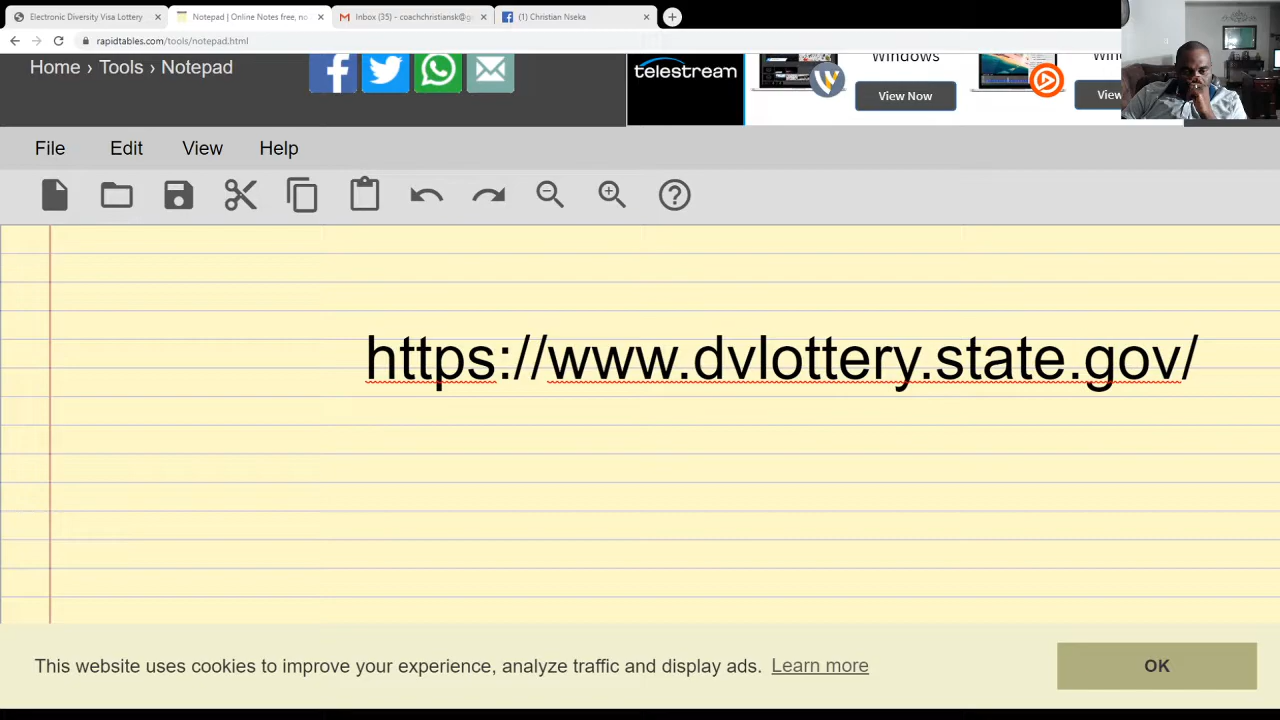 Electronic Diversity Visa Lottery
Notepad | Online Notes free, no
Inbox (35) - coachchristiansk@g
(1) Christian Nseka
rapidtables.com/tools/notepad.html
Home › Tools › Notepad
telestream
Windows
View Now
View
File Edit View Help
https://www.dvlottery.state.gov/
This website uses cookies to improve your experience, analyze traffic and display ads. Learn more
OK